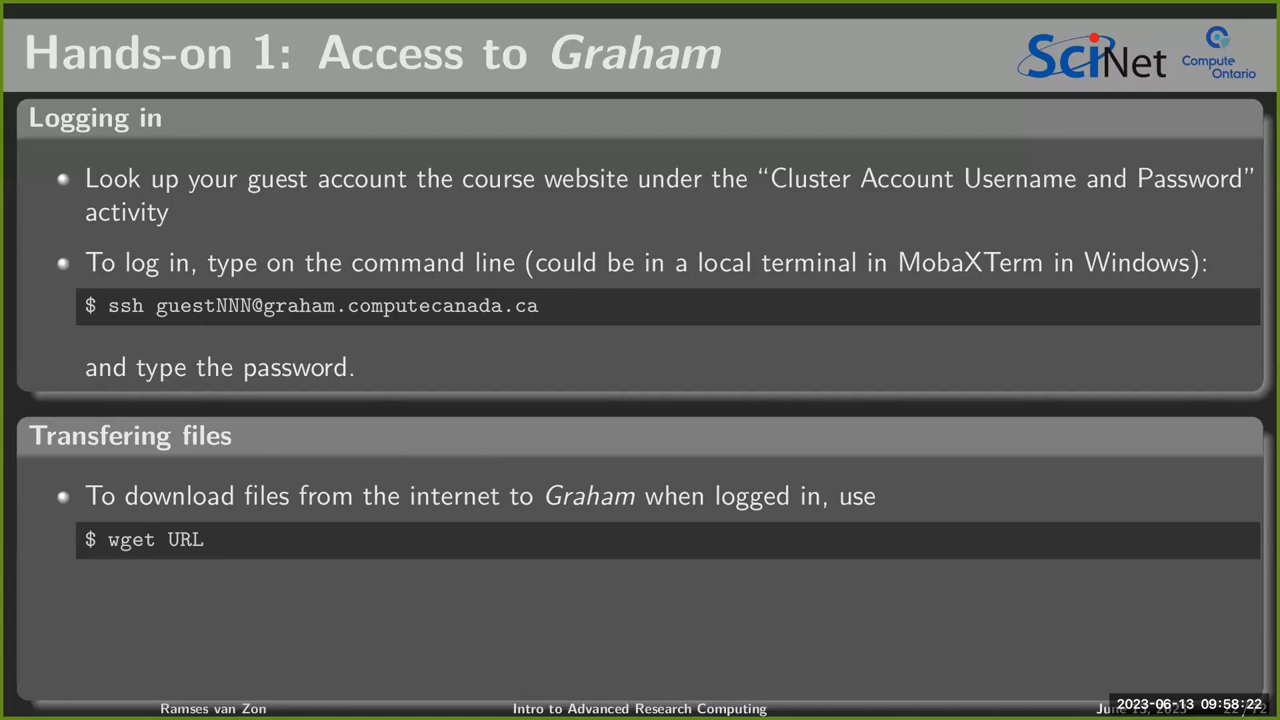 Hands-on 1: Access to Graham
SciNet
Compute
Ontario
Logging in
Look up your guest account the course website under the “Cluster Account Username and Password”
activity
To log in, type on the command line (could be in a local terminal in MobaXTerm in Windows):
$ ssh guestNNN@graham.computecanada.ca
and type the password.
Transfering files
To download files from the internet to Graham when logged in, use
$ wget URL
Ramses van Zon
Intro to Advanced Research Computing
2023-06-13 09:58:22